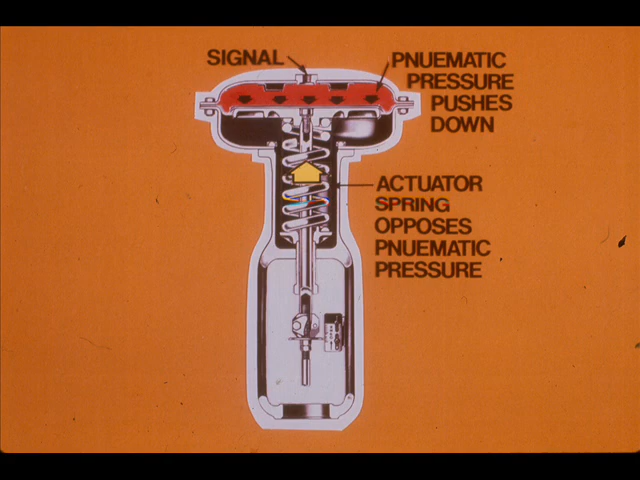 SIGNAL
PNUEMATIC
PRESSURE
PUSHES
DOWN
ACTUATOR
SPRING
OPPOSES
PNUEMATIC
PRESSURE